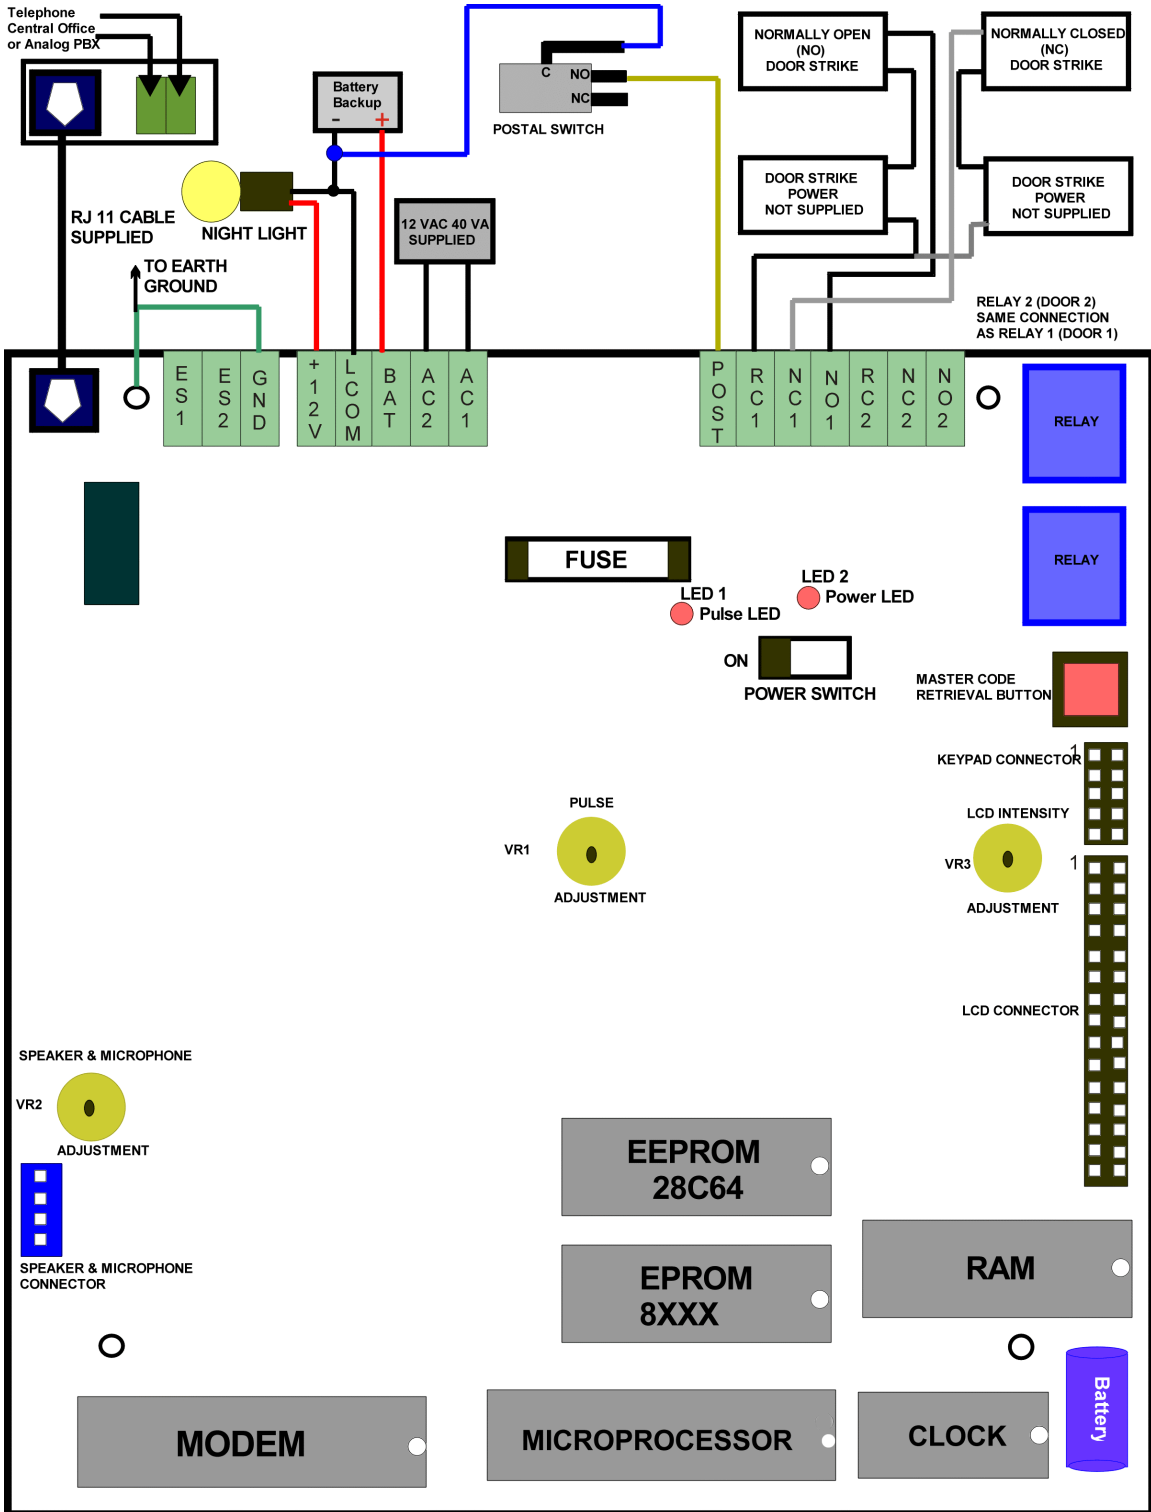 Telephone
Central Office
or Analog PBX
Battery
Backup
- +
C
NO
NC
POSTAL SWITCH
NORMALLY OPEN
(NO)
DOOR STRIKE
NORMALLY CLOSED
(NC)
DOOR STRIKE
DOOR STRIKE
POWER
NOT SUPPLIED
DOOR STRIKE
POWER
NOT SUPPLIED
RJ 11 CABLE
SUPPLIED
NIGHT LIGHT
12 VAC 40 VA
SUPPLIED
TO EARTH
GROUND
RELAY 2 (DOOR 2)
SAME CONNECTION
AS RELAY 1 (DOOR 1)
ES1
ES2
GND
+12V
LCOM
BAT
AC2
AC1
POST
RC1
NC1
NO1
RC2
NC2
NO2
RELAY
RELAY
FUSE
LED 1
Pulse LED
LED 2
Power LED
ON
POWER SWITCH
MASTER CODE
RETRIEVAL BUTTON
1
KEYPAD CONNECTOR
PULSE
VR1
ADJUSTMENT
LCD INTENSITY
VR3
ADJUSTMENT
1
LCD CONNECTOR
SPEAKER & MICROPHONE
VR2
ADJUSTMENT
SPEAKER & MICROPHONE
CONNECTOR
EEPROM
28C64
EPROM
8XXX
RAM
MODEM
MICROPROCESSOR
CLOCK
Battery